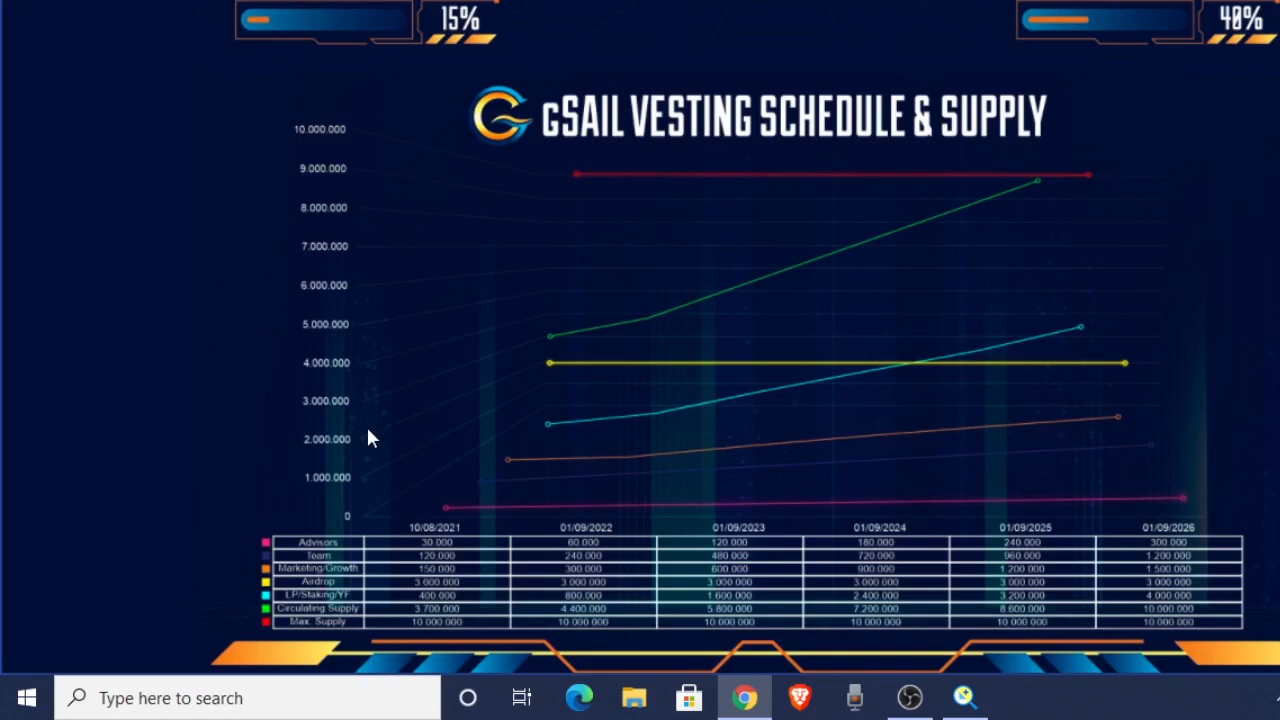 15%
40%
GSAIL VESTING SCHEDULE & SUPPLY
10.000.000
9.000.000
8.000.000
7.000.000
6.000.000
5.000.000
4.000.000
3.000.000
2.000.000
1.000.000
0
10/08/2021 01/09/2022 01/09/2023 01/09/2024 01/09/2025 01/09/2026
Advisors 30 000 60 000 120 000 180 000 240 000 300 000
Team 120 000 240 000 480 000 720 000 960 000 1 200 000
Marketing/Growth 150 000 300 000 600 000 900 000 1 200 000 1 500 000
Airdrop 3 000 000 3 000 000 3 000 000 3 000 000 3 000 000 3 000 000
LP/Staking/YF 400 000 800 000 1 600 000 2 400 000 3 200 000 4 000 000
Circulating Supply 3 700 000 4 400 000 5 800 000 7 200 000 8 600 000 10 000 000
Max. Supply 10 000 000 10 000 000 10 000 000 10 000 000 10 000 000 10 000 000
Type here to search